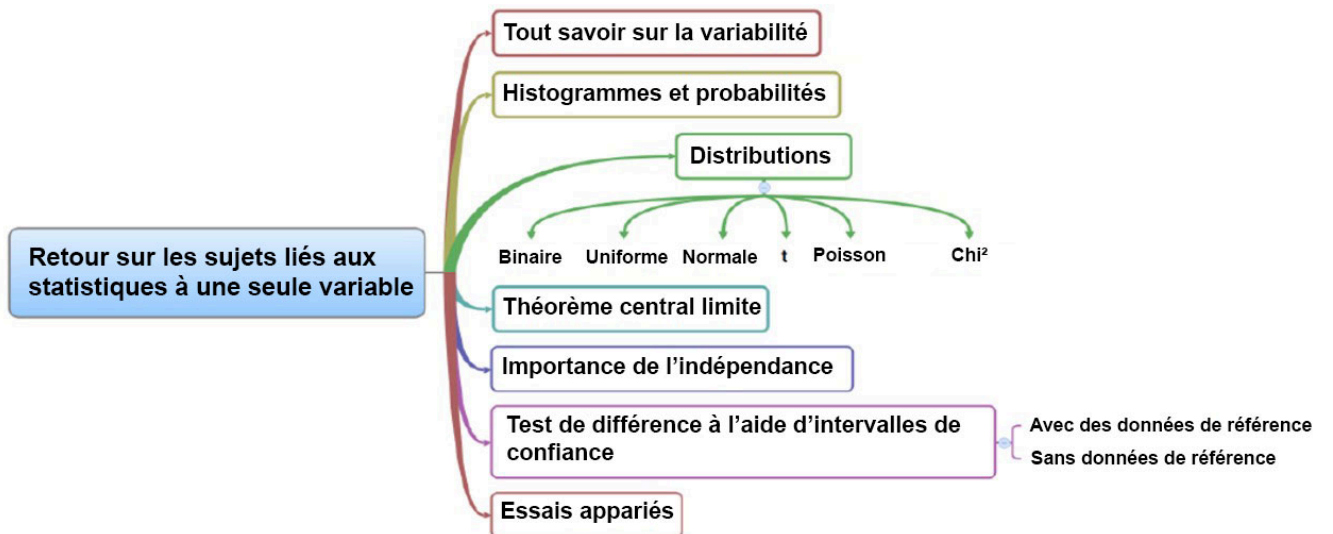 Tout savoir sur la variabilité
Histogrammes et probabilités
Distributions
Binaire Uniforme Normale t Poisson Chi²
Retour sur les sujets liés aux
statistiques à une seule variable
Théorème central limite
Importance de l’indépendance
Test de différence à l’aide d’intervalles de
confiance
Avec des données de référence
Sans données de référence
Essais appariés